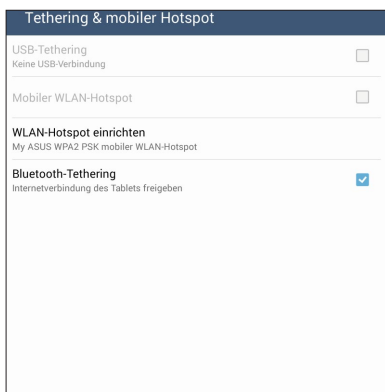 Tethering & mobiler Hotspot
USB-Tethering
Keine USB-Verbindung
Mobiler WLAN-Hotspot
WLAN-Hotspot einrichten
My ASUS WPA2 PSK mobiler WLAN-Hotspot
Bluetooth-Tethering
Internetverbindung des Tablets freigeben